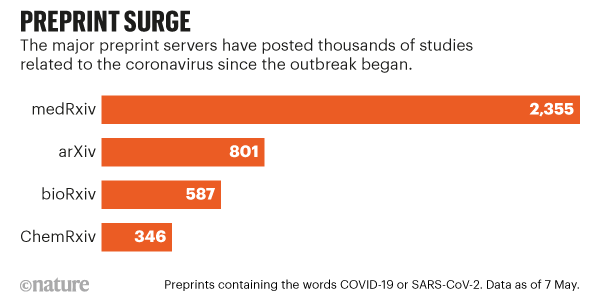 PREPRINT SURGE
The major preprint servers have posted thousands of studies
related to the coronavirus since the outbreak began.
medRxiv 2,355
arXiv 801
bioRxiv 587
ChemRxiv 346
©nature Preprints containing the words COVID-19 or SARS-CoV-2. Data as of 7 May.